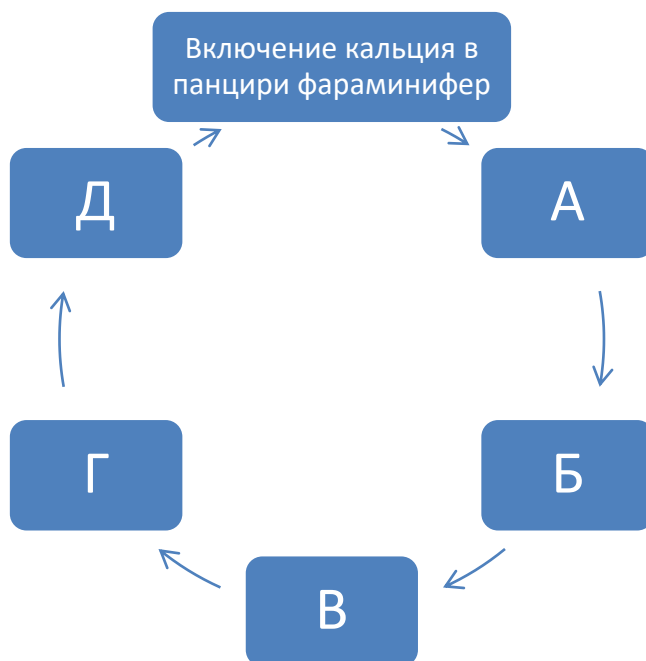 Включение кальция в
панцири фараминифер
Д
А
Г
Б
В